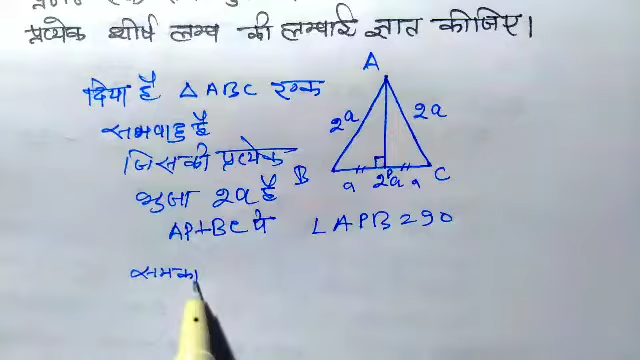 प्रत्येक शीर्ष लम्ब की लम्बाई ज्ञात कीजिए।
दिया है △ABC एक
समबाहु है
जिसकी प्रत्येक
भुजा 2a है
AP⊥BC पे ∟APB=90
समका
A
2a 2a
B a 2a a C
P